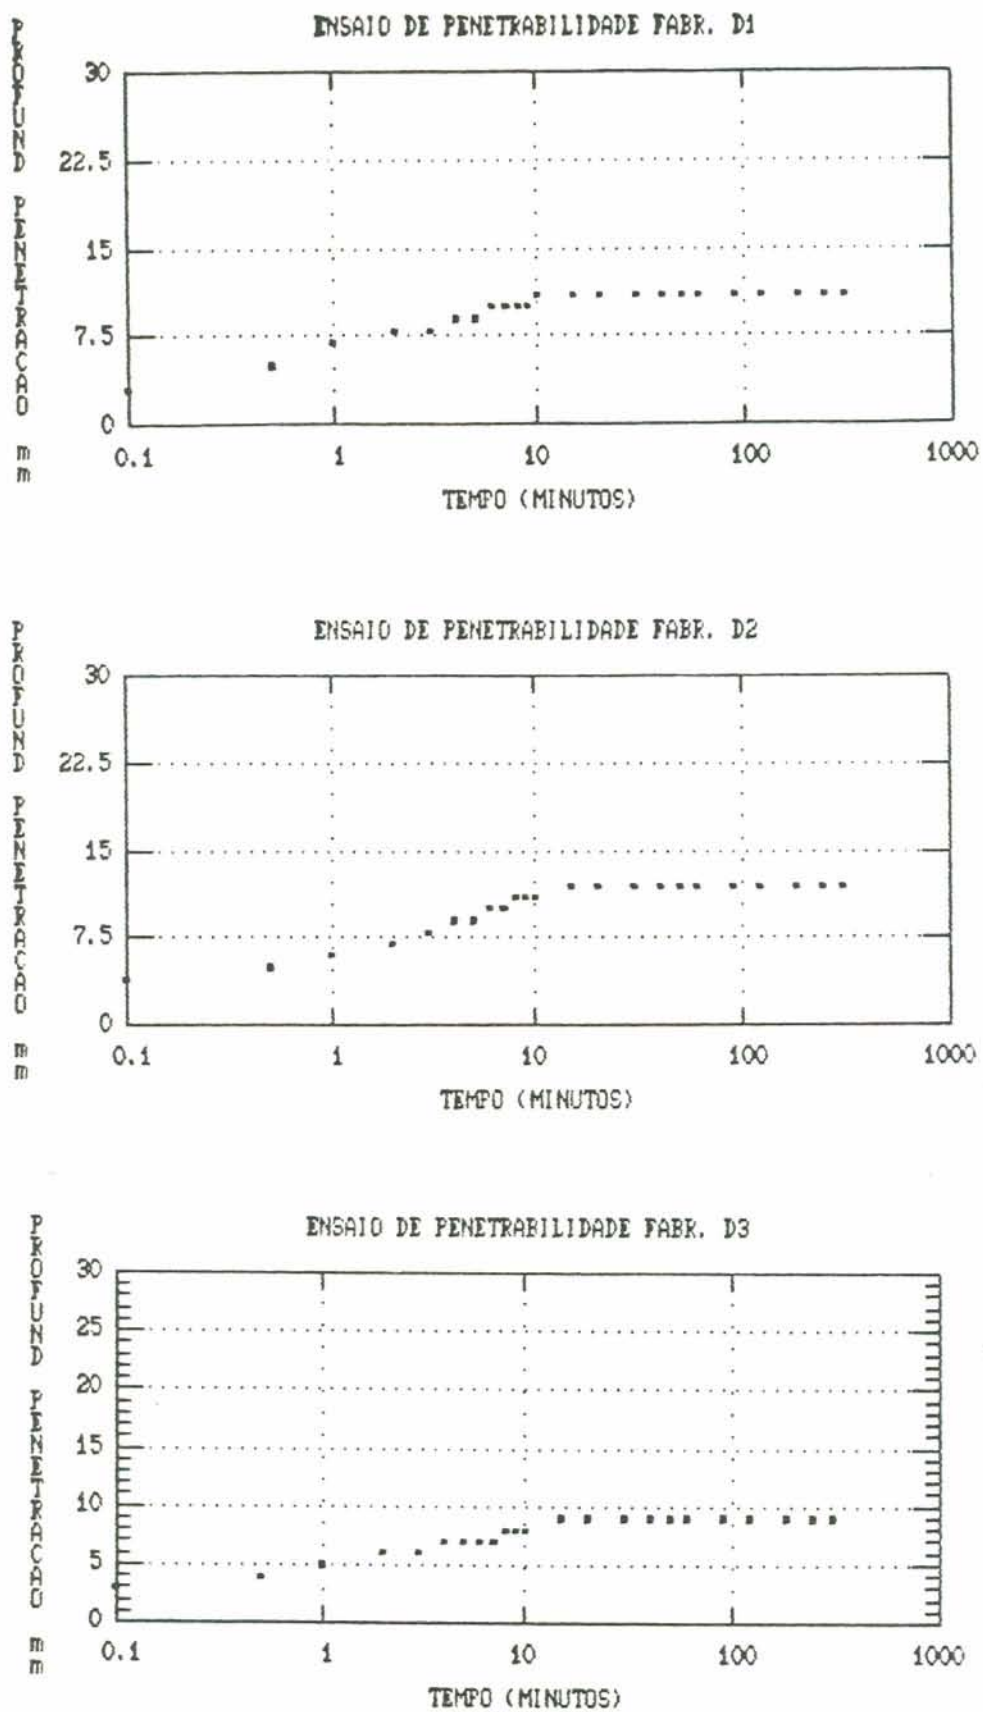 ENSAIO DE PENETRABILIDADE FABR. D1
PROFUND PENETRACAO mm
30
22.5
15
7.5
0
0.1 1 10 100 1000
TEMPO (MINUTOS)
ENSAIO DE PENETRABILIDADE FABR. D2
PROFUND PENETRACAO mm
30
22.5
15
7.5
0
0.1 1 10 100 1000
TEMPO (MINUTOS)
ENSAIO DE PENETRABILIDADE FABR. D3
PROFUND PENETRACAO mm
30
25
20
15
10
5
0
0.1 1 10 100 1000
TEMPO (MINUTOS)